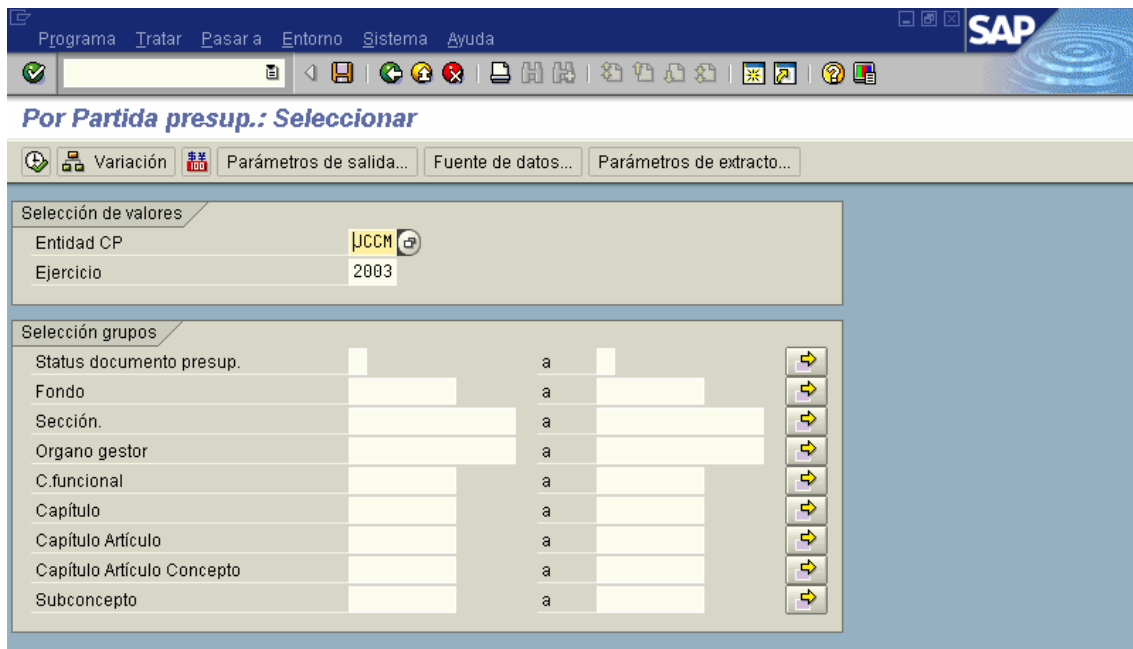 SAP
Programa Tratar Pasar a Entorno Sistema Ayuda
Por Partida presup.: Seleccionar
Variación Parámetros de salida... Fuente de datos... Parámetros de extracto...
Selección de valores
Entidad CP JCCM
Ejercicio 2003
Selección grupos
Status documento presup. a
Fondo a
Sección. a
Organo gestor a
C.funcional a
Capítulo a
Capítulo Artículo a
Capítulo Artículo Concepto a
Subconcepto a